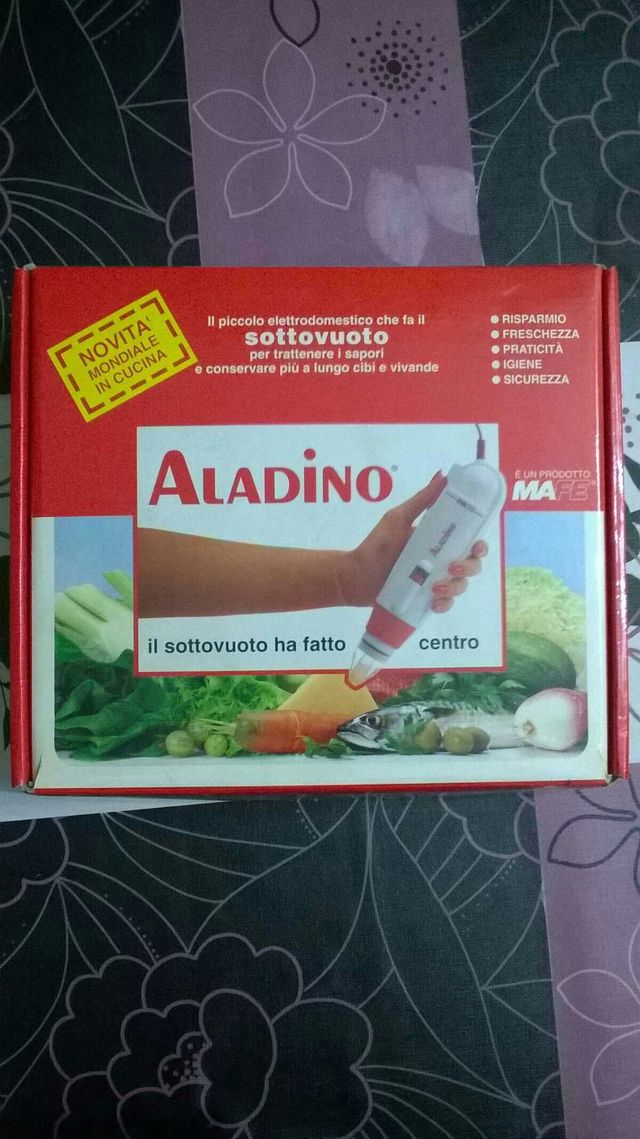 NOVITA'
MONDIALE
IN CUCINA
Il piccolo elettrodomestico che fa il
sottovuoto
per trattenere i sapori
e conservare più a lungo cibi e vivande
● RISPARMIO
● FRESCHEZZA
● PRATICITÀ
● IGIENE
● SICUREZZA
ALADINO®
È UN PRODOTTO
MAFE®
ALADINO
il sottovuoto ha fatto centro